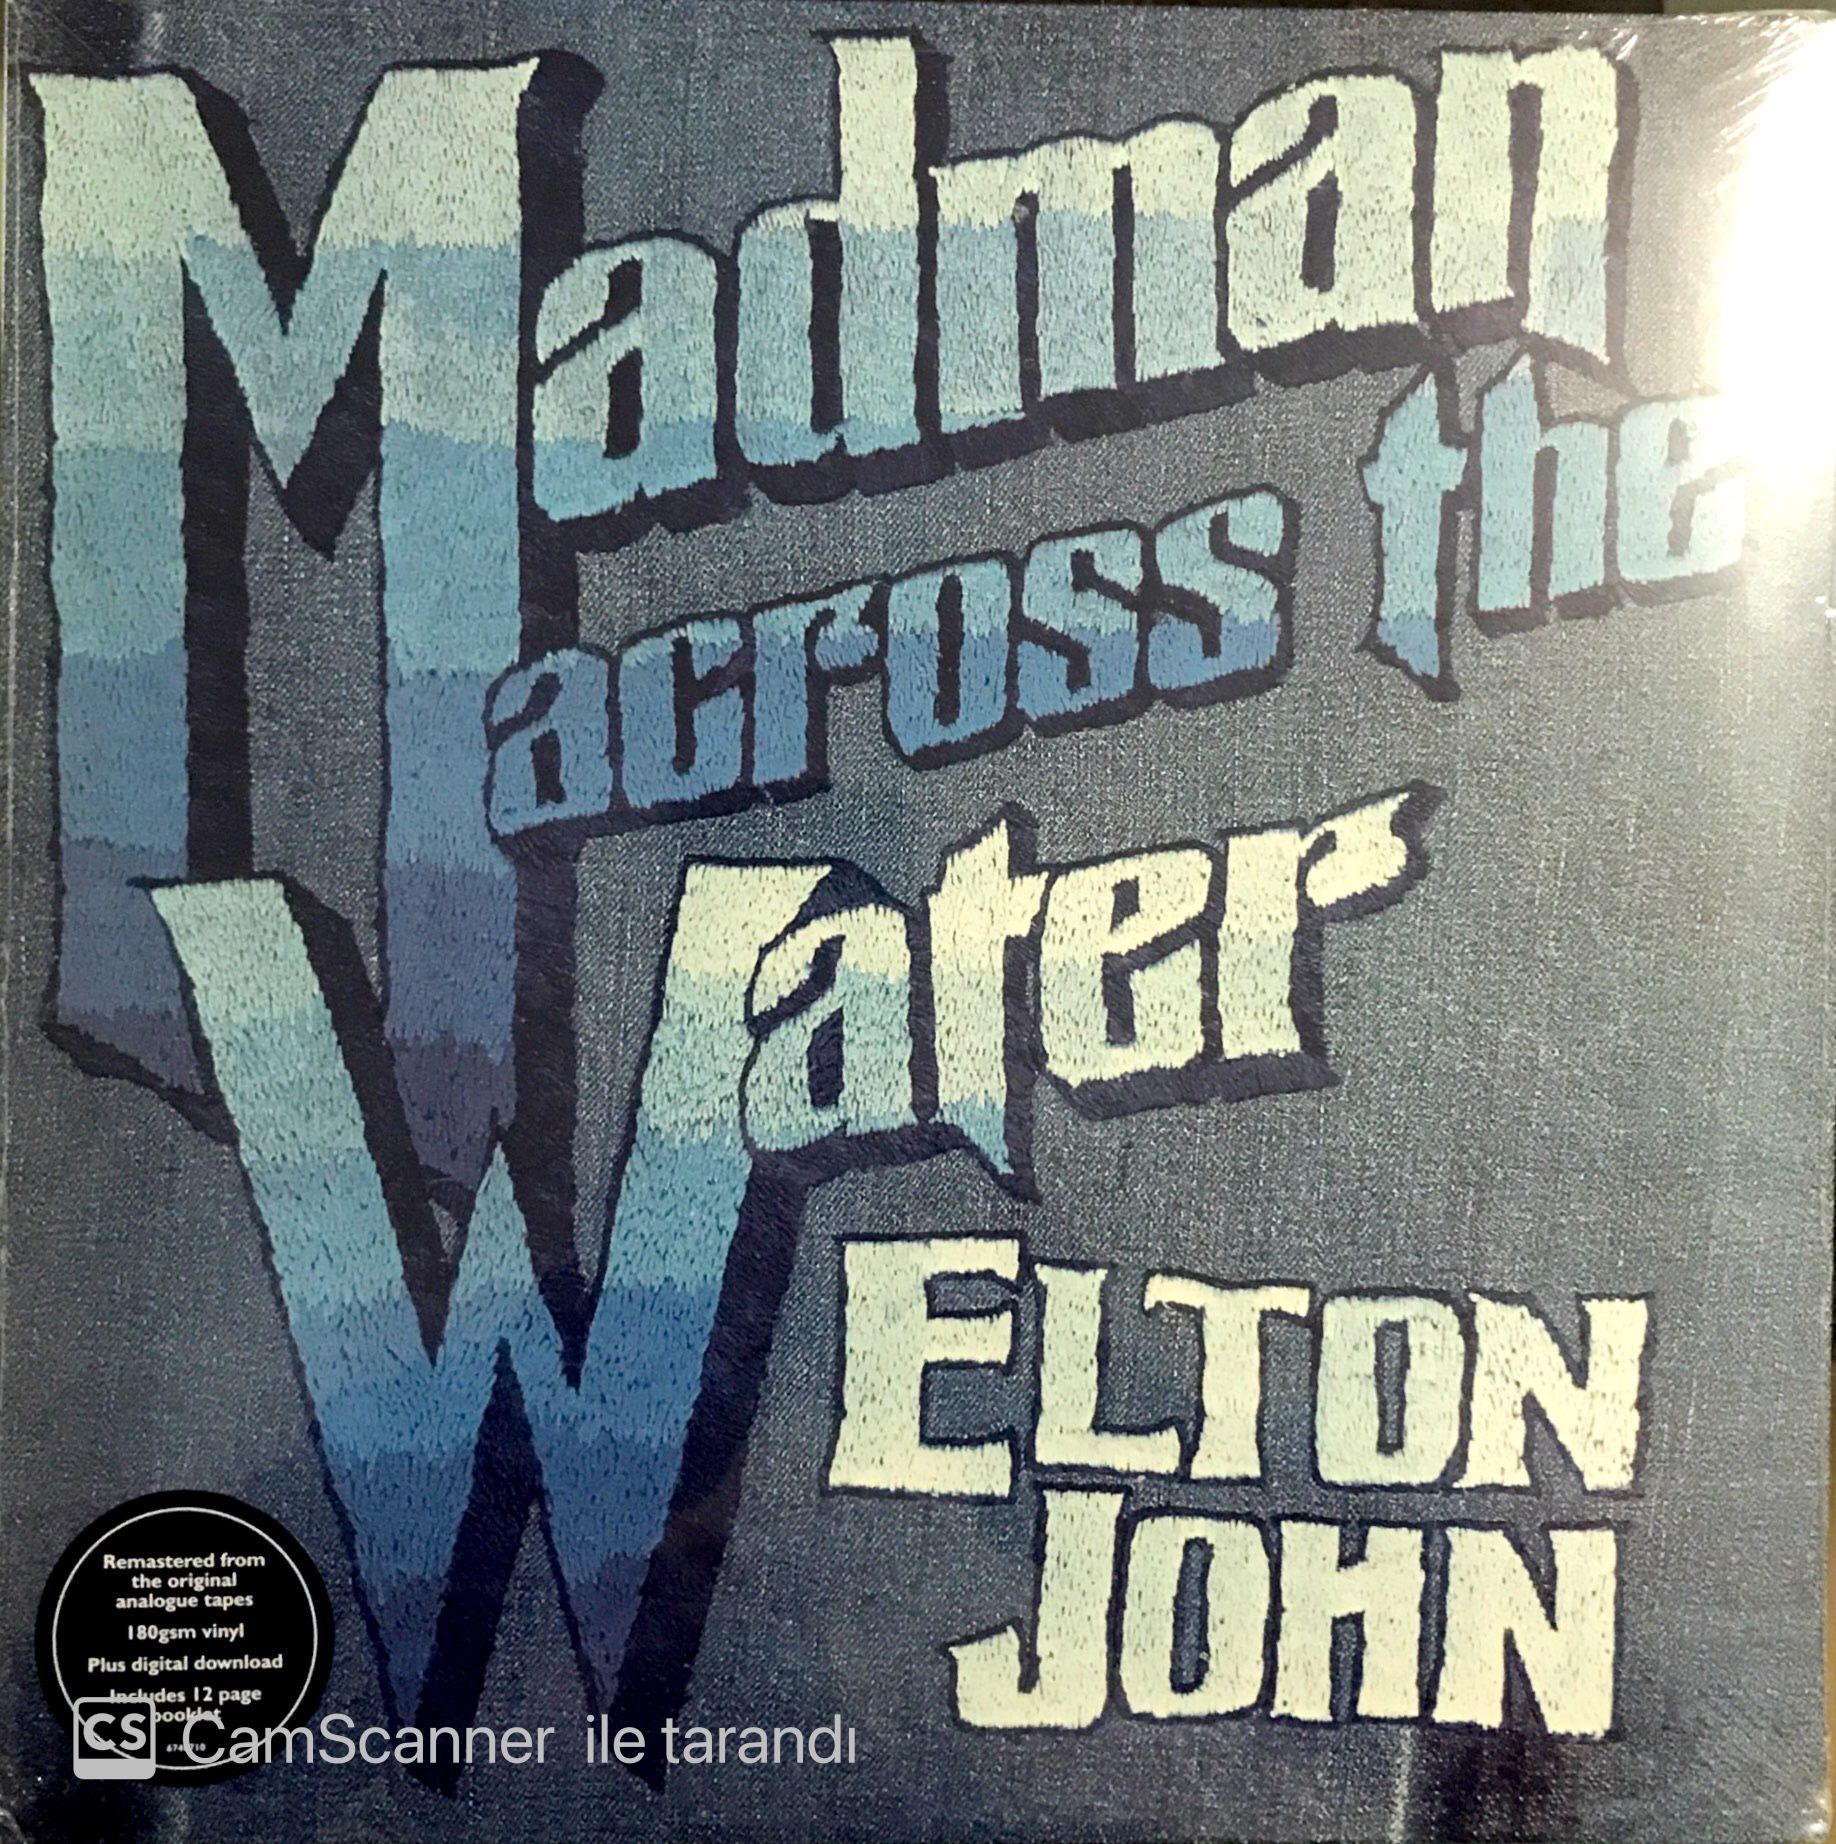 Madman
across the
Water
ELTON
JOHN
Remastered from
the original
analogue tapes
180gsm vinyl
Plus digital download
Includes 12 page
booklet
CS CamScanner ile tarandı